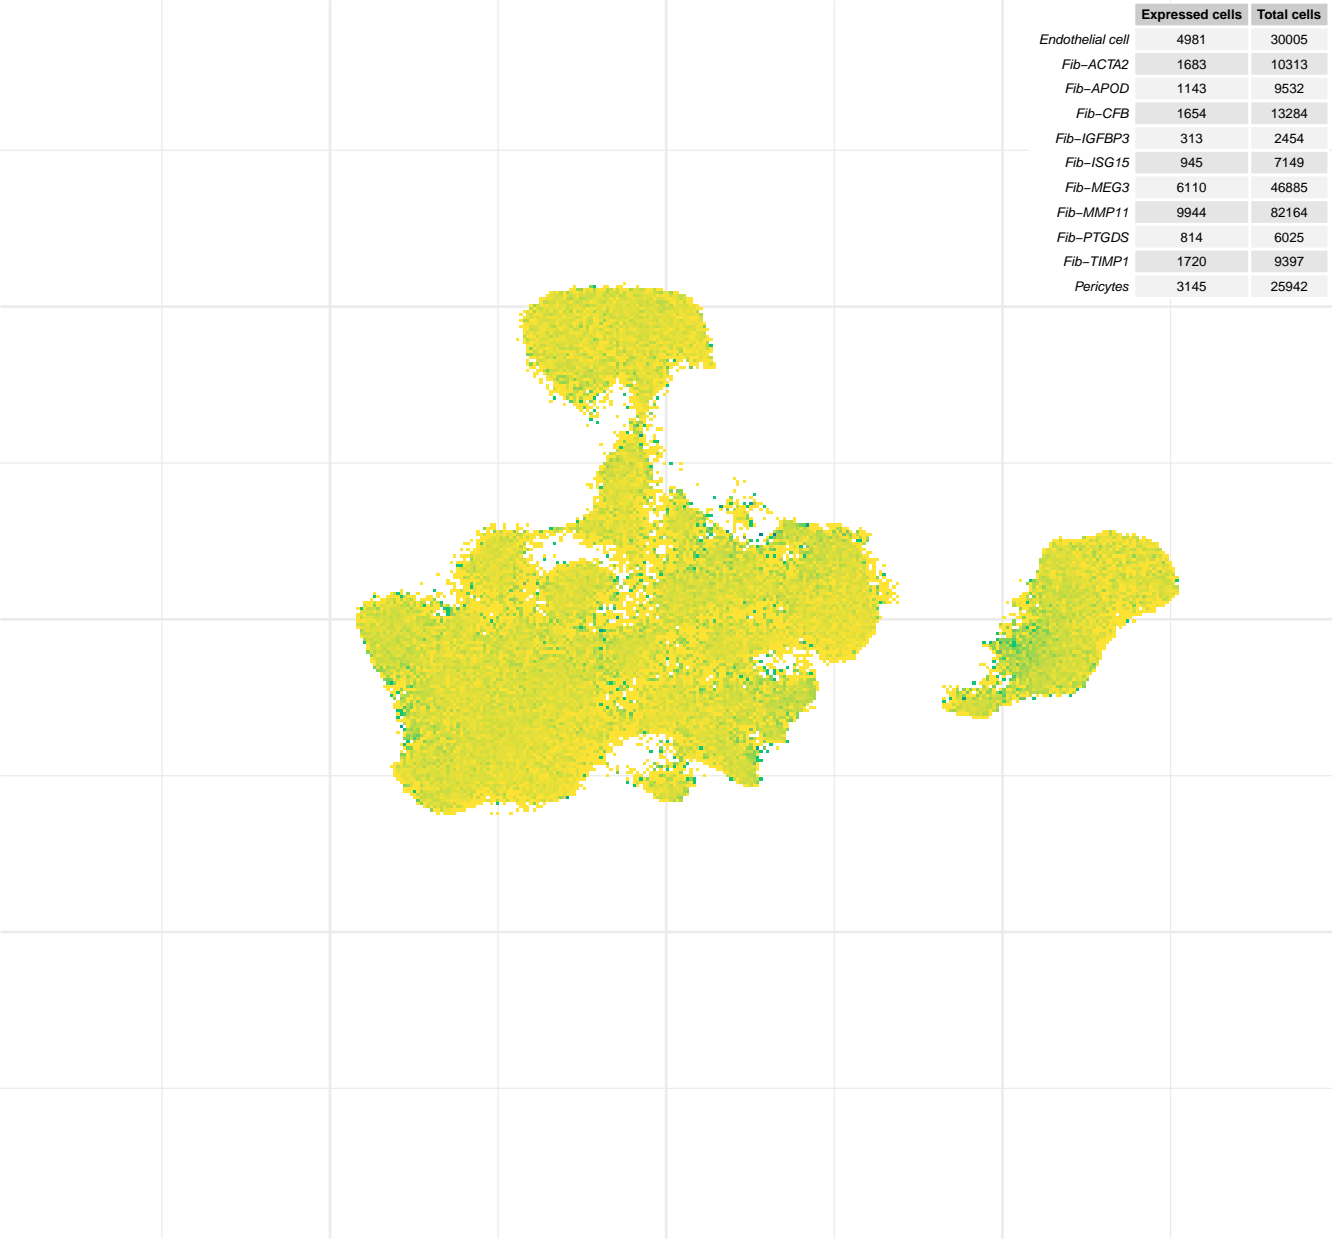 Expressed cells Total cells
Endothelial cell 4981 30005
Fib−ACTA2 1683 10313
Fib−APOD 1143 9532
Fib−CFB 1654 13284
Fib−IGFBP3 313 2454
Fib−ISG15 945 7149
Fib−MEG3 6110 46885
Fib−MMP11 9944 82164
Fib−PTGDS 814 6025
Fib−TIMP1 1720 9397
Pericytes 3145 25942